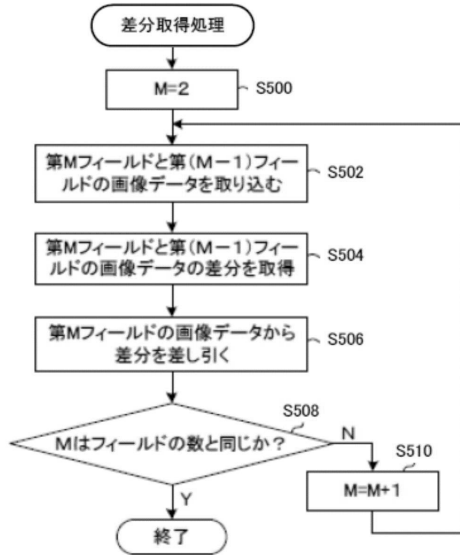 差分取得処理
M=2
S500
第Mフィールドと第(M-1)フィー
ルドの画像データを取り込む
S502
第Mフィールドと第(M-1)フィー
ルドの画像データの差分を取得
S504
第Mフィールドの画像データから
差分を差し引く
S506
Mはフィールドの数と同じか?
S508
N
S510
M=M+1
Y
終了